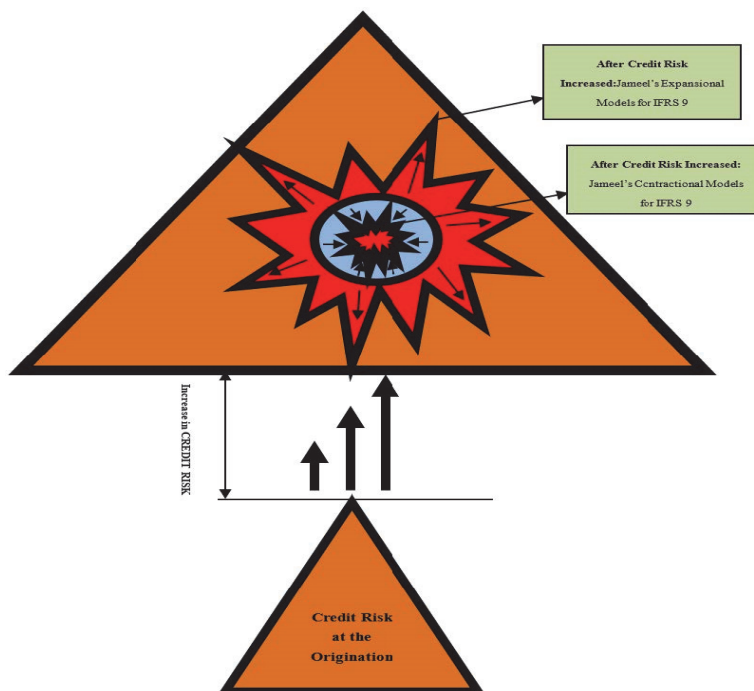 After Credit Risk
Increased:Jameel's Expansional
Models for IFRS 9
After Credit Risk Increased:
Jameel's Contractional Models
for IFRS 9
Increase in CREDIT RISK
Credit Risk
at the
Origination